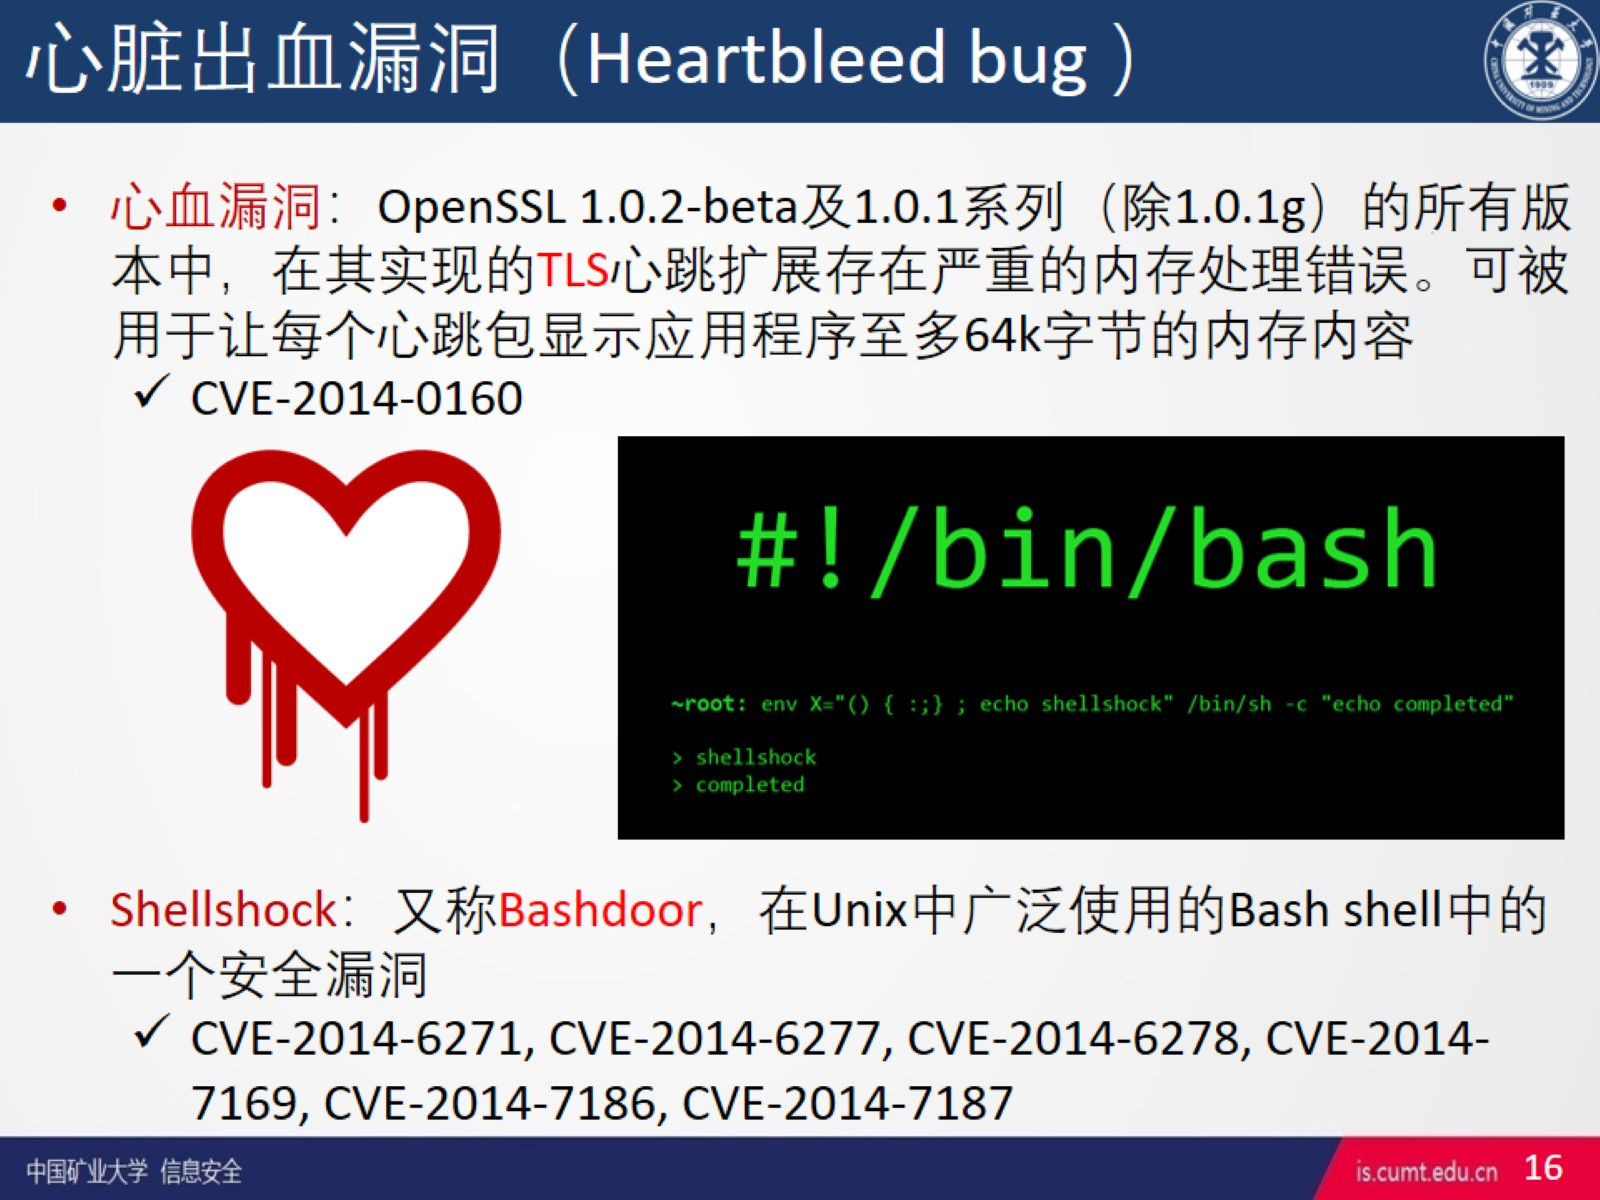 心脏出血漏洞（Heartbleed bug ）
1909
• 心血漏洞： OpenSSL 1.0.2-beta及1.0.1系列（除1.0.1g）的所有版
本中，在其实现的TLS心跳扩展存在严重的内存处理错误。可被
用于让每个心跳包显示应用程序至多64k字节的内存内容
✓ CVE-2014-0160
#!/bin/bash
~root: env X="() { :;} ; echo shellshock" /bin/sh -c "echo completed"
> shellshock
> completed
• Shellshock： 又称Bashdoor，在Unix中广泛使用的Bash shell中的
一个安全漏洞
✓ CVE-2014-6271, CVE-2014-6277, CVE-2014-6278, CVE-2014-
7169, CVE-2014-7186, CVE-2014-7187
中国矿业大学 信息安全
is.cumt.edu.cn 16